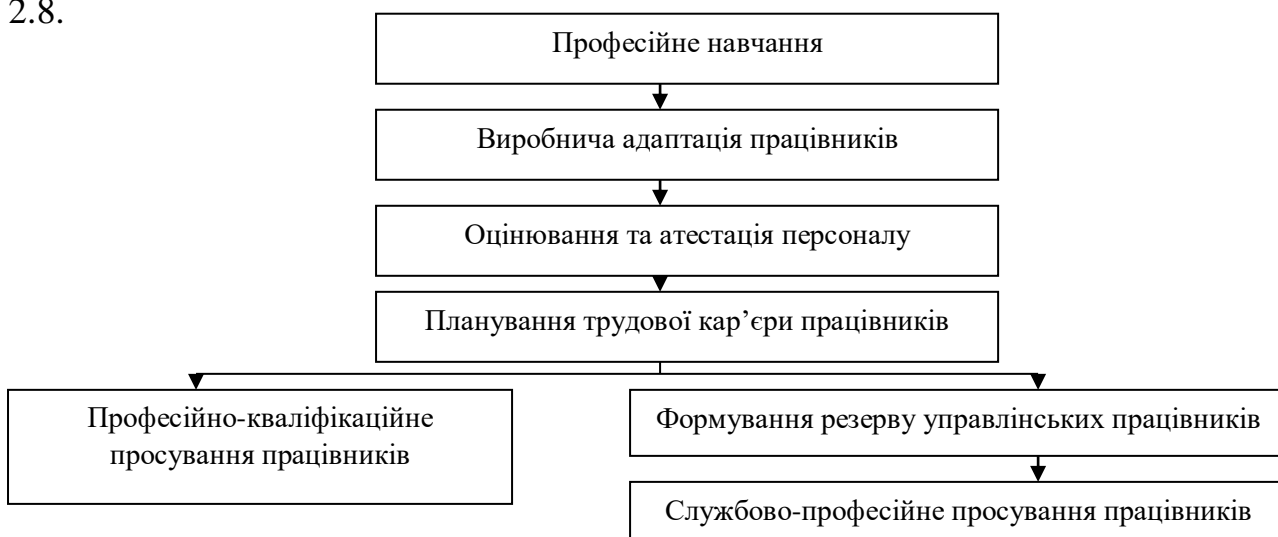 2.8.
Професійне навчання
Виробнича адаптація працівників
Оцінювання та атестація персоналу
Планування трудової кар’єри працівників
Професійно-кваліфікаційне
просування працівників
Формування резерву управлінських працівників
Службово-професійне просування працівників